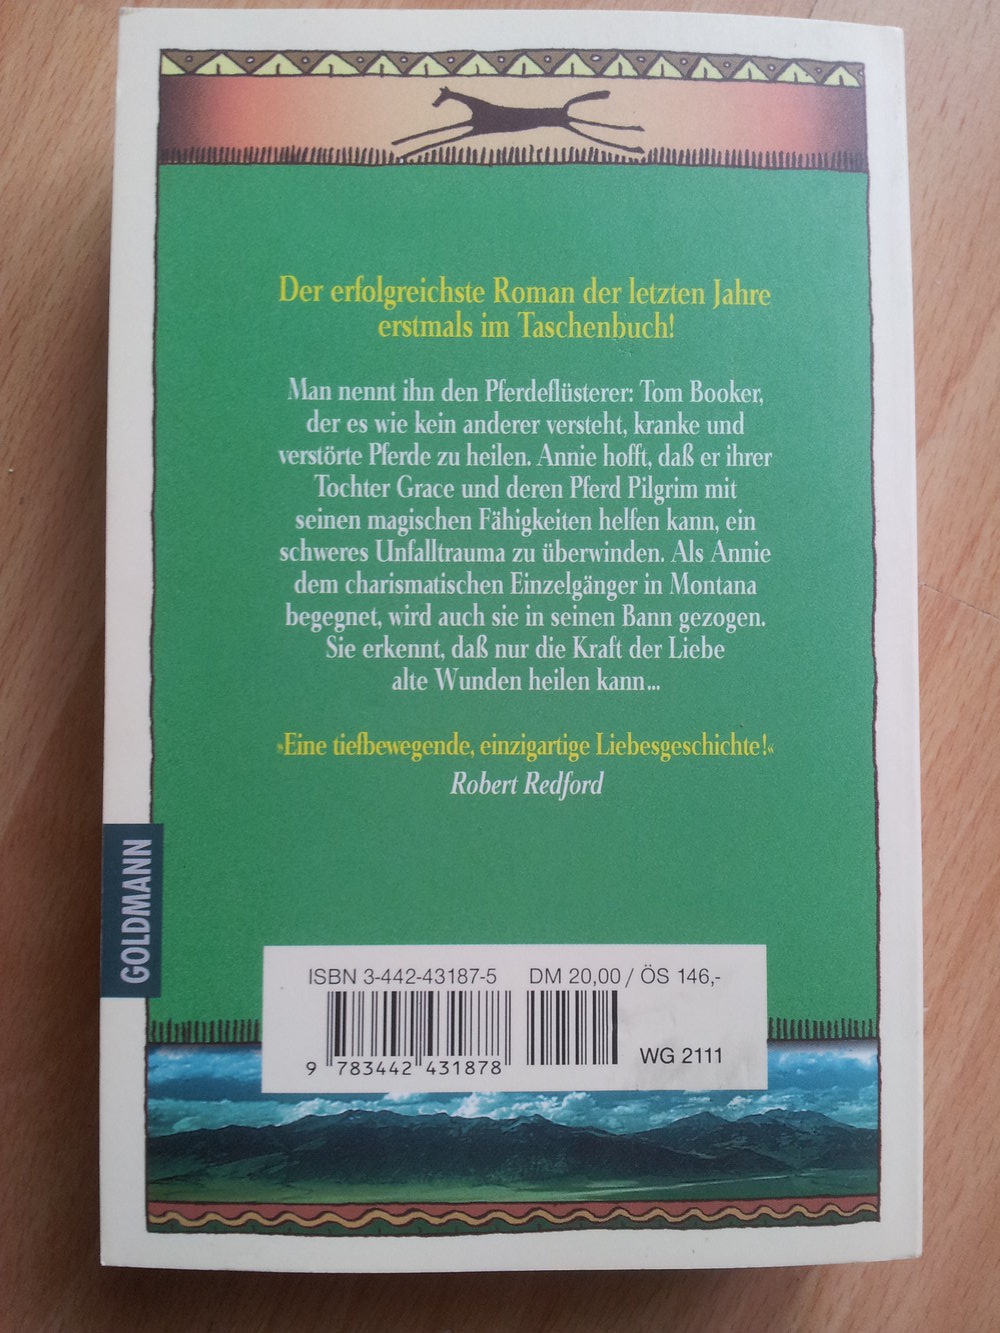 Der erfolgreichste Roman der letzten Jahre
erstmals im Taschenbuch!
Man nennt ihn den Pferdeflüsterer: Tom Booker,
der es wie kein anderer versteht, kranke und
verstörte Pferde zu heilen. Annie hofft, daß er ihrer
Tochter Grace und deren Pferd Pilgrim mit
seinen magischen Fähigkeiten helfen kann, ein
schweres Unfalltrauma zu überwinden. Als Annie
dem charismatischen Einzelgänger in Montana
begegnet, wird auch sie in seinen Bann gezogen.
Sie erkennt, daß nur die Kraft der Liebe
alte Wunden heilen kann...
»Eine tiefbewegende, einzigartige Liebesgeschichte!«
Robert Redford
GOLDMANN
ISBN 3-442-43187-5 DM 20,00 / ÖS 146,-
WG 2111
9 783442 431878